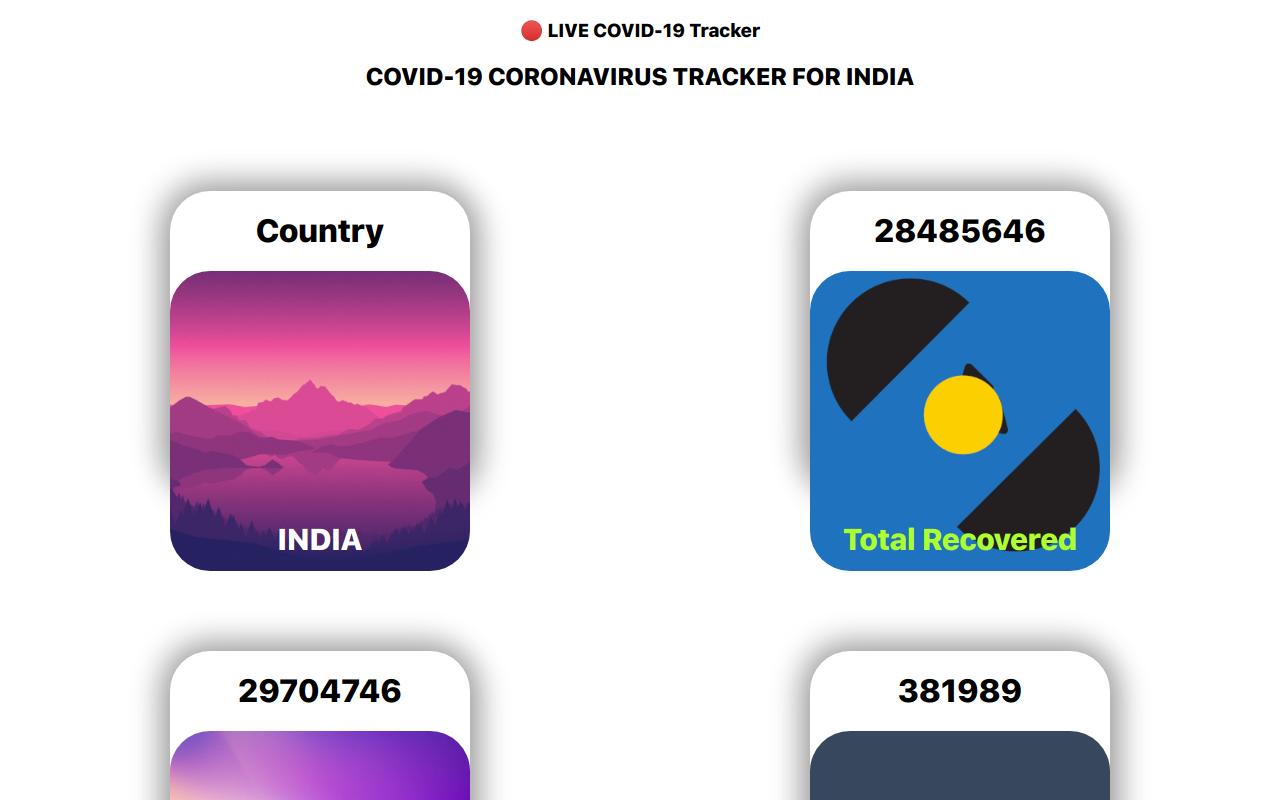 🔴 LIVE COVID-19 Tracker
COVID-19 CORONAVIRUS TRACKER FOR INDIA
Country
INDIA
28485646
Total Recovered
29704746
381989